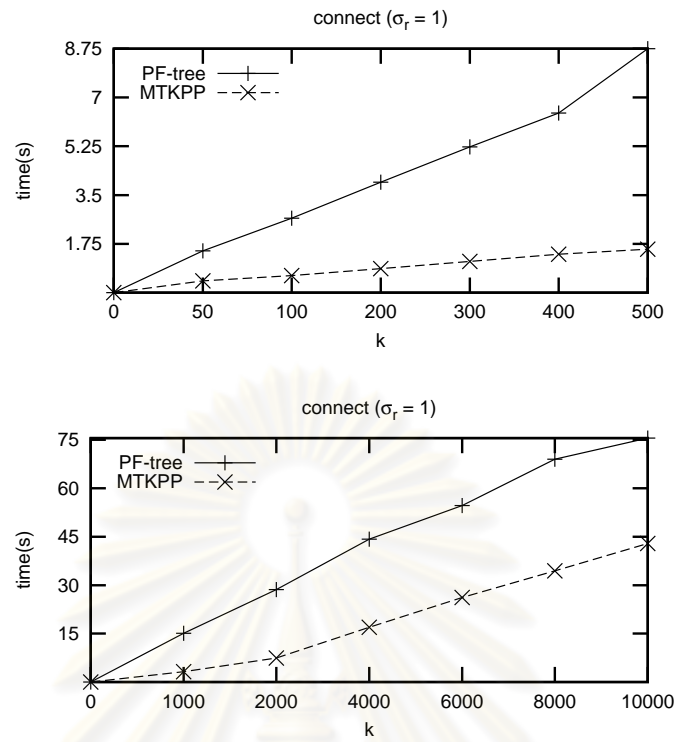 connect (σr = 1)
8.75
7
5.25
3.5
1.75
time(s)
PF-tree
MTKPP
0 50 100 200 300 400 500
k
connect (σr = 1)
75
60
45
30
15
time(s)
PF-tree
MTKPP
0 1000 2000 4000 6000 8000 10000
k